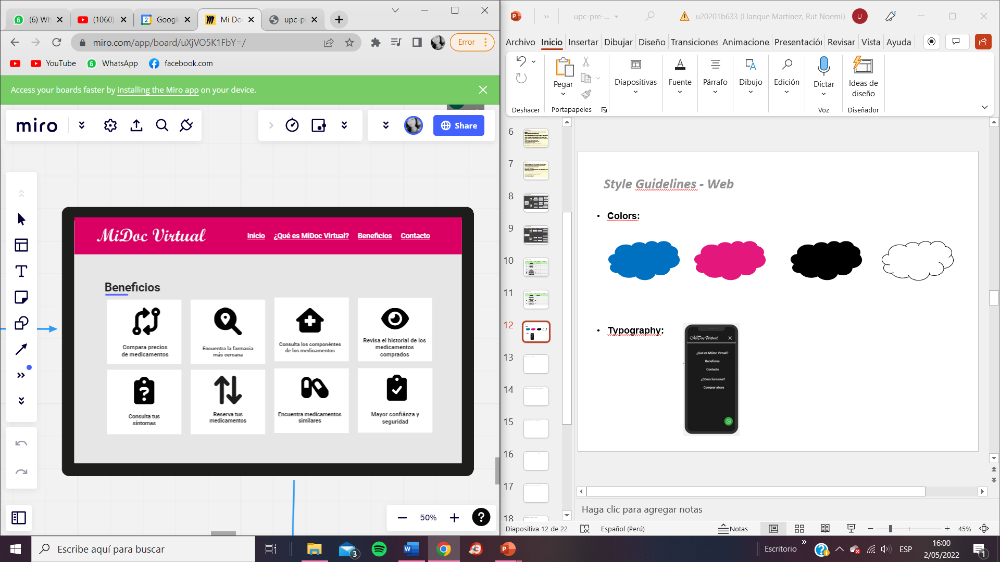 (6) Wh
(1060)
Google
Mi Do
upc-p
miro.com/app/board/uXjVO5K1FbY=/
Error
YouTube
WhatsApp
facebook.com
Access your boards faster by installing the Miro app on your device.
miro
Share
MiDoc Virtual
Inicio
¿Qué es MiDoc Virtual?
Beneficios
Contacto
Beneficios
Compara precios
de medicamentos
Encuentra la farmacia
más cercana
Consulta los componéntes
de los medicamentos
Revisa el historial de los
medicamentos
comprados
Consulta tus
síntomas
Reserva tus
medicamentos
Encuentra medicamentos
similares
Mayor confiánza y
seguridad
50%
upc-pre-...
u20201b633 (Llanque Martinez, Rut Noemi)
U
Archivo
Inicio
Insertar
Dibujar
Diseño
Transiciones
Animacione
Presentación
Revisar
Vista
Ayuda
Pegar
Diapositivas
Fuente
Párrafo
Dibujo
Edición
Dictar
Ideas de
diseño
Deshacer
Portapapeles
Voz
Diseñador
6
7
8
9
10
11
12
13
14
15
16
17
18
Style Guidelines - Web
• Colors:
• Typography:
MiDoc Virtual
¿Qué es MiDoc Virtual?
Beneficios
Contacto
¿Cómo funciona?
Comprar ahora
Haga clic para agregar notas
Diapositiva 12 de 22
Español (Perú)
Notas
45%
Escribe aquí para buscar
3
Escritorio
ESP
16:00
2/05/2022
1